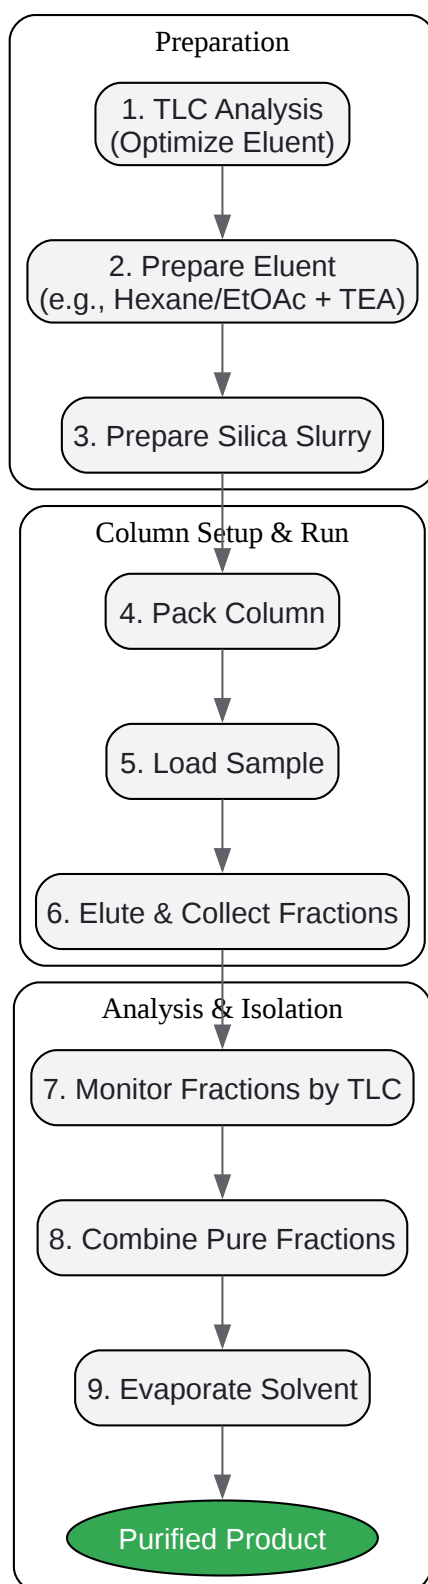 Preparation
1. TLC Analysis
(Optimize Eluent)
2. Prepare Eluent
(e.g., Hexane/EtOAc + TEA)
3. Prepare Silica Slurry
Column Setup & Run
4. Pack Column
5. Load Sample
6. Elute & Collect Fractions
Analysis & Isolation
7. Monitor Fractions by TLC
8. Combine Pure Fractions
9. Evaporate Solvent
Purified Product